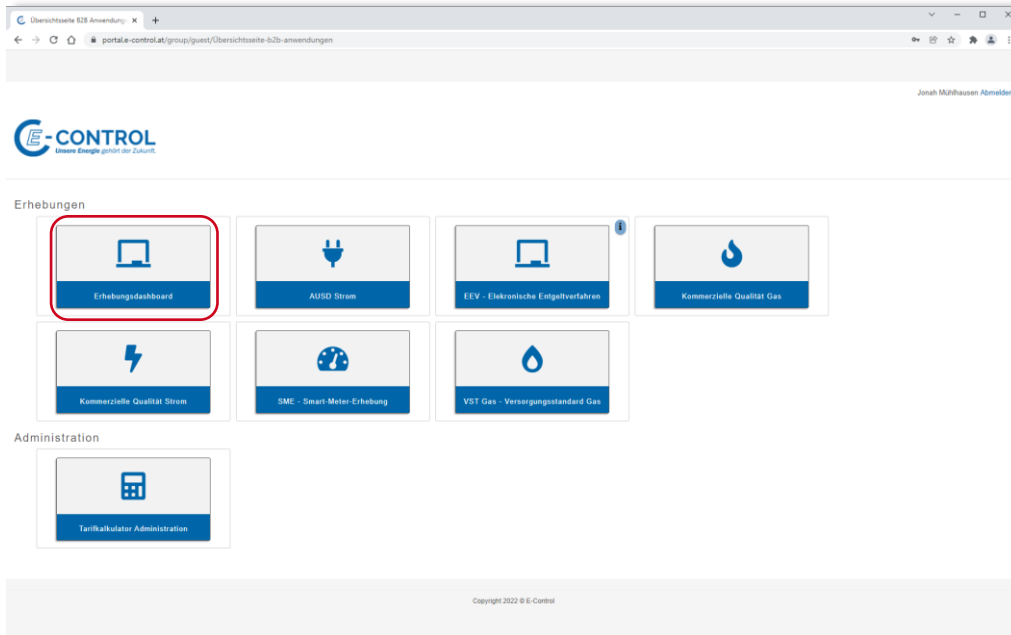 Übersichtsseite B2B Anwendung
portal.e-control.at/group/guest/Übersichtsseite-b2b-anwendungen
Jonah Mühlhausen Abmelden
E-CONTROL
Unsere Energie gehört der Zukunft.
Erhebungen
i
Erhebungsdashboard
AUSD Strom
EEV - Elekronische Entgeltverfahren
Kommerzielle Qualität Gas
Kommerzielle Qualität Strom
SME - Smart-Meter-Erhebung
VST Gas - Versorgungsstandard Gas
Administration
Tarifkalkulator Administration
Copyright 2022 © E-Control